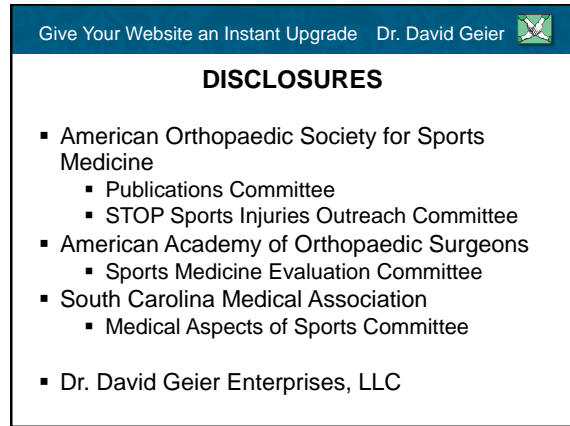 Give Your Website an Instant Upgrade Dr. David Geier
DISCLOSURES
▪ American Orthopaedic Society for Sports
Medicine
▪ Publications Committee
▪ STOP Sports Injuries Outreach Committee
▪ American Academy of Orthopaedic Surgeons
▪ Sports Medicine Evaluation Committee
▪ South Carolina Medical Association
▪ Medical Aspects of Sports Committee
▪ Dr. David Geier Enterprises, LLC